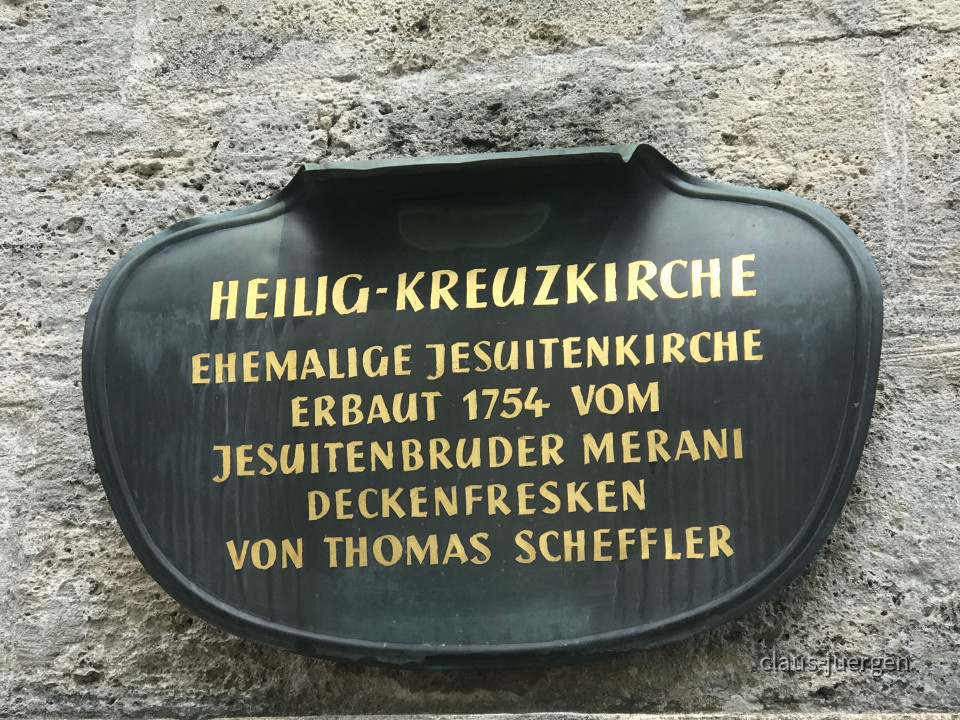 HEILIG-KREUZKIRCHE
EHEMALIGE JESUITENKIRCHE
ERBAUT 1754 VOM
JESUITENBRUDER MERANI
DECKENFRESKEN
VON THOMAS SCHEFFLER
claus-juergen